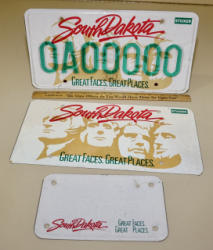 South Dakota
STICKER
0A00000
GREAT FACES. GREAT PLACES.
South Dakota
GREAT FACES. GREAT PLACES.
South Dakota
GREAT FACES.
GREAT PLACES.